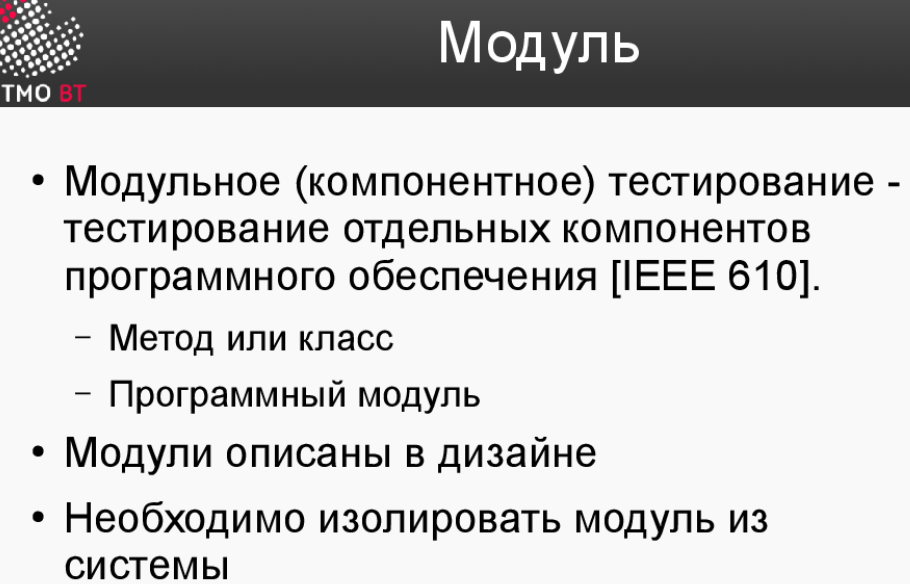 Модуль
ТМО ВТ
• Модульное (компонентное) тестирование -
тестирование отдельных компонентов
программного обеспечения [IEEE 610].
– Метод или класс
– Программный модуль
• Модули описаны в дизайне
• Необходимо изолировать модуль из
системы